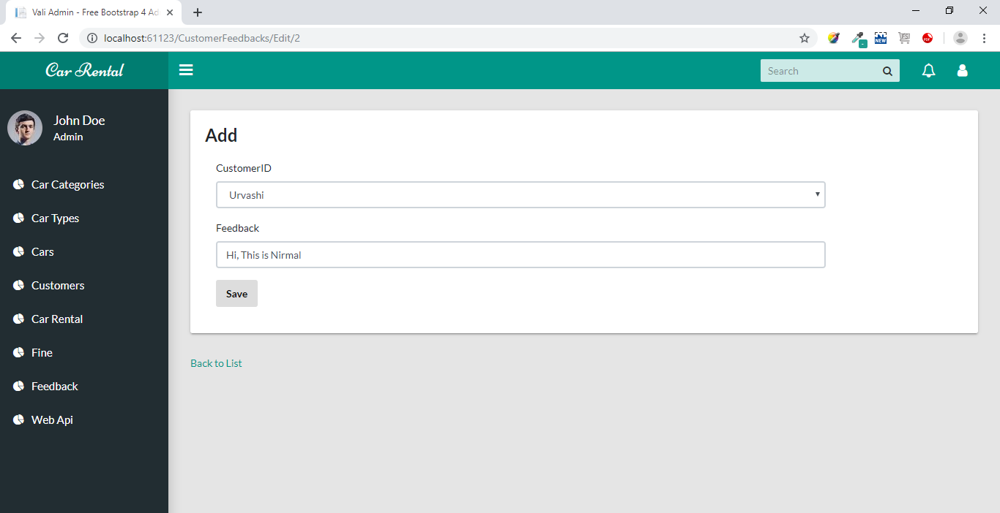 Vali Admin - Free Bootstrap 4 Ad
localhost:61123/CustomerFeedbacks/Edit/2
NEW
FS
PDF
Car Rental
Search
John Doe
Admin
Car Categories
Car Types
Cars
Customers
Car Rental
Fine
Feedback
Web Api
Add
CustomerID
Urvashi
Feedback
Hi, This is Nirmal
Save
Back to List